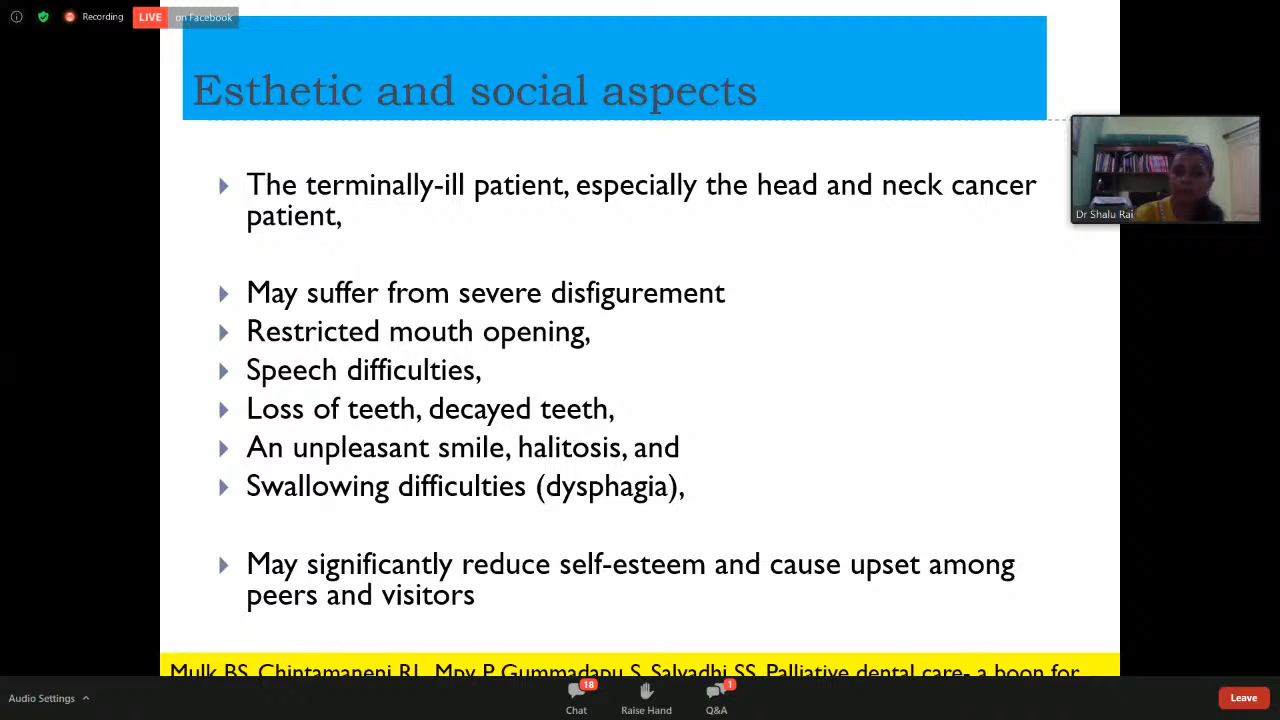 Recording LIVE on Facebook
Esthetic and social aspects
The terminally-ill patient, especially the head and neck cancer
patient,
Dr Shalu Rai
May suffer from severe disfigurement
Restricted mouth opening,
Speech difficulties,
Loss of teeth, decayed teeth,
An unpleasant smile, halitosis, and
Swallowing difficulties (dysphagia),
May significantly reduce self-esteem and cause upset among
peers and visitors
Mulk BS, Chintamaneni RL, Mpv P, Gummadapu S, Salvadhi SS. Palliative dental care- a boon for
Audio Settings
18
1
Chat
Raise Hand
Q&A
Leave